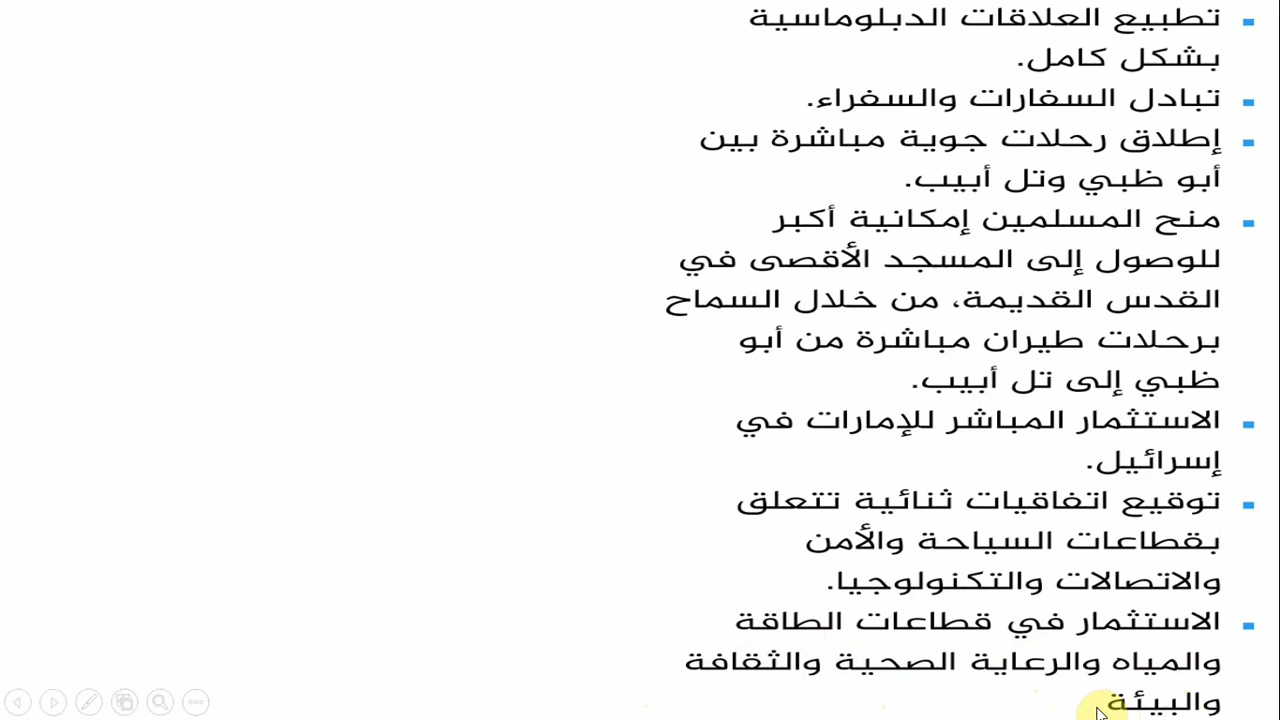 تطبيع العلاقات الدبلوماسية
بشكل كامل.
تبادل السفارات والسفراء.
إطلاق رحلات جوية مباشرة بين
أبو ظبي وتل أبيب.
منح المسلمين إمكانية أكبر
للوصول إلى المسجد الأقصى في
القدس القديمة، من خلال السماح
برحلات طيران مباشرة من أبو
ظبي إلى تل أبيب.
الاستثمار المباشر للإمارات في
إسرائيل.
توقيع اتفاقيات ثنائية تتعلق
بقطاعات السياحة والأمن
والاتصالات والتكنولوجيا.
الاستثمار في قطاعات الطاقة
والمياه والرعاية الصحية والثقافة
والبيئة